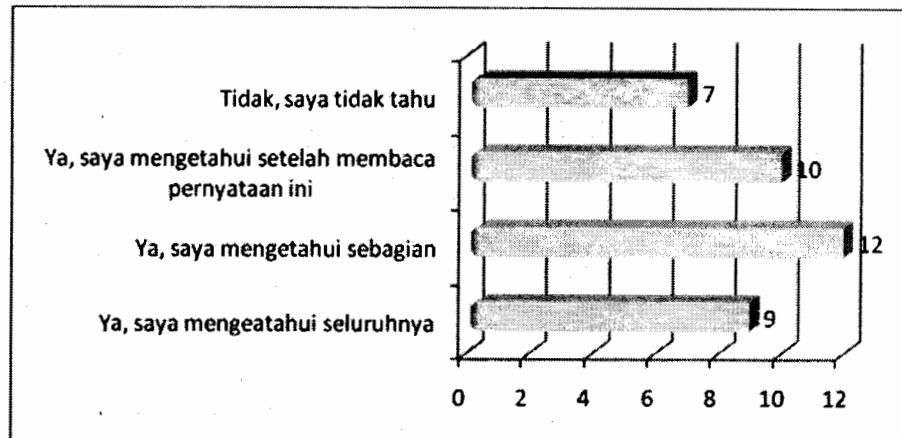 Tidak, saya tidak tahu
7
Ya, saya mengetahui setelah membaca
pernyataan ini
10
Ya, saya mengetahui sebagian
12
Ya, saya mengeatahui seluruhnya
9
0 2 4 6 8 10 12